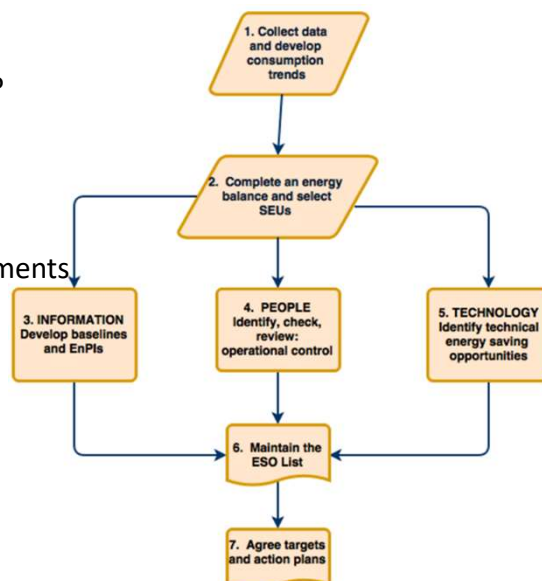 1. Collect data
and develop
consumption
trends
2. Complete an energy
balance and select
SEUs
ments
3. INFORMATION
Develop baselines
and EnPIs
4. PEOPLE
Identify, check,
review:
operational control
5. TECHNOLOGY
Identify technical
energy saving
opportunities
6. Maintain the
ESO List
7. Agree targets
and action plans